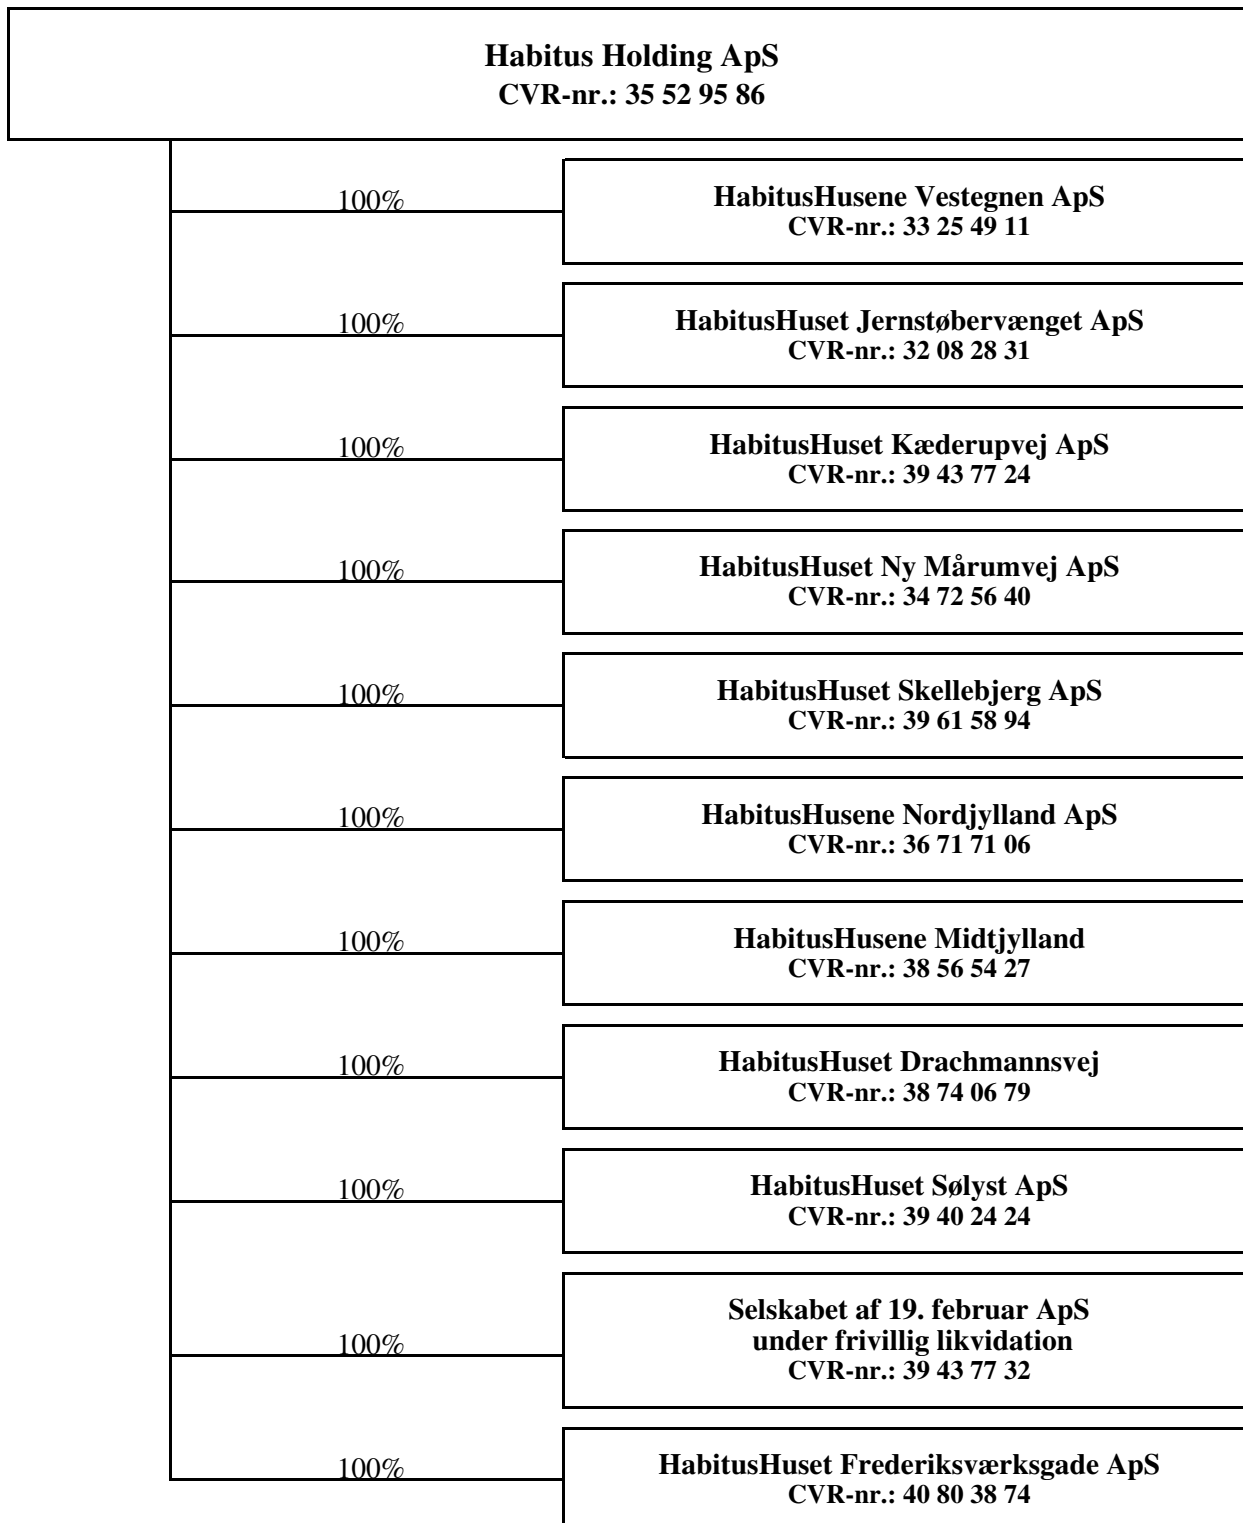 Habitus Holding ApS
CVR-nr.: 35 52 95 86
100%
HabitusHusene Vestegnen ApS
CVR-nr.: 33 25 49 11
100%
HabitusHuset Jernstøbervænget ApS
CVR-nr.: 32 08 28 31
100%
HabitusHuset Kæderupvej ApS
CVR-nr.: 39 43 77 24
100%
HabitusHuset Ny Mårumvej ApS
CVR-nr.: 34 72 56 40
100%
HabitusHuset Skellebjerg ApS
CVR-nr.: 39 61 58 94
100%
HabitusHusene Nordjylland ApS
CVR-nr.: 36 71 71 06
100%
HabitusHusene Midtjylland
CVR-nr.: 38 56 54 27
100%
HabitusHuset Drachmannsvej
CVR-nr.: 38 74 06 79
100%
HabitusHuset Sølyst ApS
CVR-nr.: 39 40 24 24
100%
Selskabet af 19. februar ApS
under frivillig likvidation
CVR-nr.: 39 43 77 32
100%
HabitusHuset Frederiksværksgade ApS
CVR-nr.: 40 80 38 74